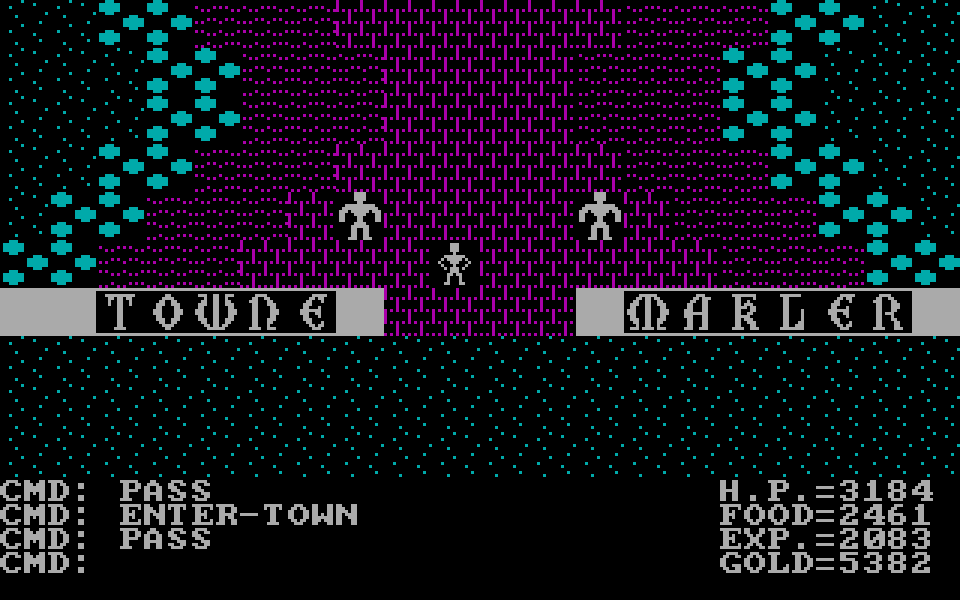 TOWNE MARLER
CMD: PASS
CMD: ENTER-TOWN
CMD: PASS
CMD:
H.P.=3184
FOOD=2461
EXP.=2083
GOLD=5382